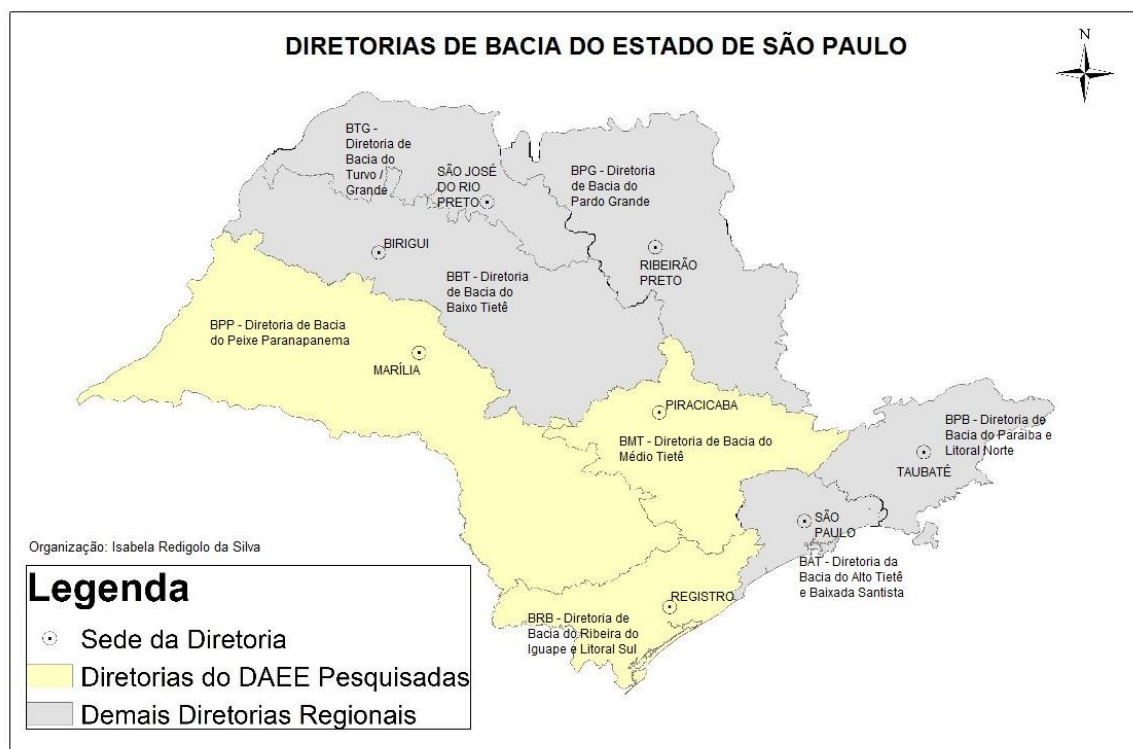 DIRETORIAS DE BACIA DO ESTADO DE SÃO PAULO
N
BTG -
Diretoria de
Bacia do
Turvo /
Grande
SÃO JOSÉ
DO RIO
PRETO
BPG - Diretoria
de Bacia do
Pardo Grande
BIRIGUI
RIBEIRÃO
PRETO
BBT - Diretoria
de Bacia do
Baixo Tietê
BPP - Diretoria de Bacia
do Peixe Paranapanema
MARÍLIA
PIRACICABA
BMT - Diretoria de Bacia do
Médio Tietê
BPB - Diretoria de
Bacia do Paraíba e
Litoral Norte
TAUBATÉ
SÃO
PAULO
BAT - Diretoria da
Bacia do Alto Tietê
e Baixada Santista
REGISTRO
BRB - Diretoria de
Bacia do Ribeira do
Iguape e Litoral Sul
Organização: Isabela Redigolo da Silva
Legenda
Sede da Diretoria
Diretorias do DAEE Pesquisadas
Demais Diretorias Regionais